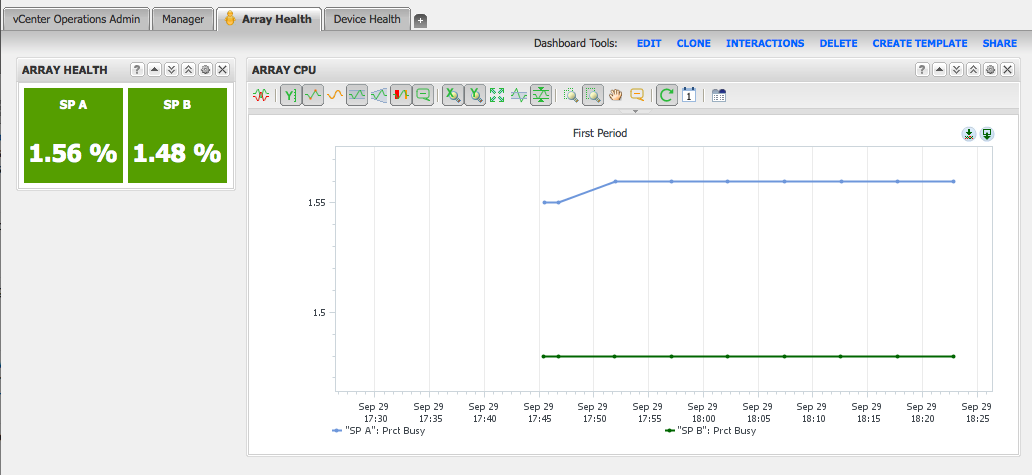 vCenter Operations Admin Manager Array Health Device Health +
Dashboard Tools: EDIT CLONE INTERACTIONS DELETE CREATE TEMPLATE SHARE
ARRAY HEALTH ?
SP A SP B
1.56 % 1.48 %
ARRAY CPU ?
Y X Y 1
First Period
1.55
1.5
Sep 29 Sep 29 Sep 29 Sep 29 Sep 29 Sep 29 Sep 29 Sep 29 Sep 29 Sep 29 Sep 29 Sep 29
17:30 17:35 17:40 17:45 17:50 17:55 18:00 18:05 18:10 18:15 18:20 18:25
"SP A": Prct Busy "SP B": Prct Busy